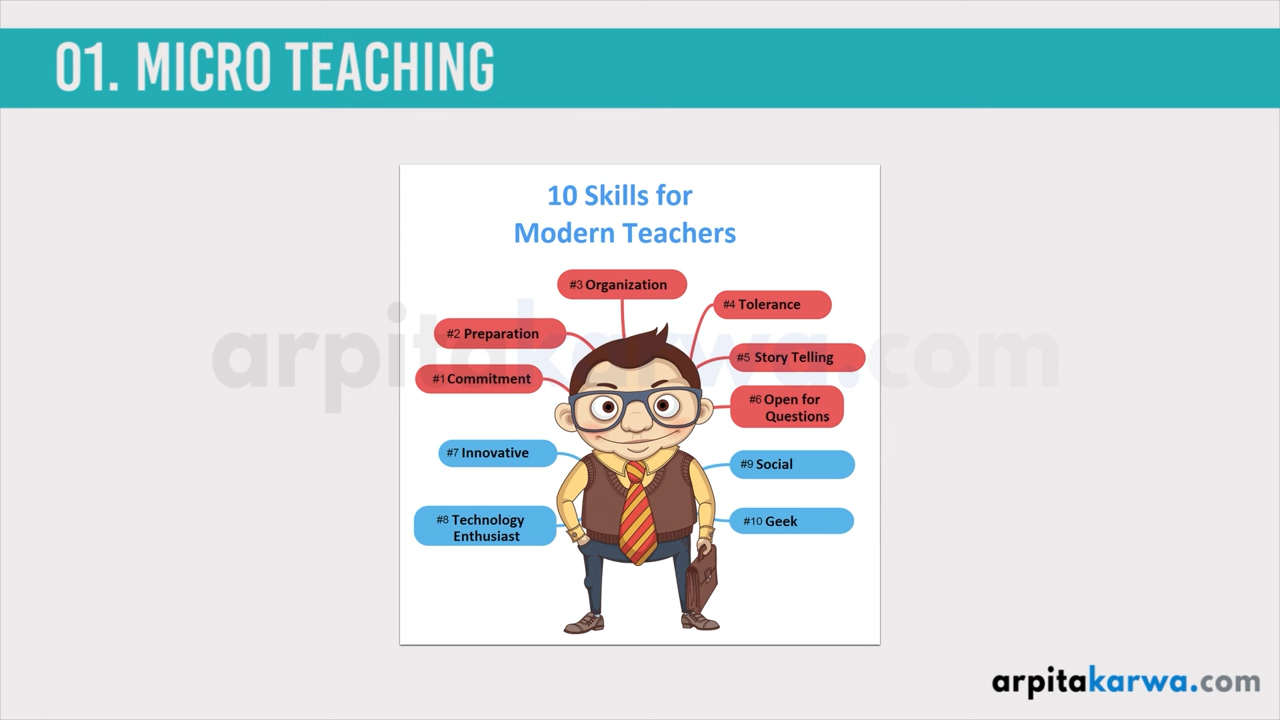 01. MICRO TEACHING
10 Skills for
Modern Teachers
#3 Organization
#4 Tolerance
#2 Preparation
#5 Story Telling
#1 Commitment
#6 Open for
Questions
#7 Innovative
#9 Social
#8 Technology
Enthusiast
#10 Geek
arpitakarwa.com
arpitakarwa.com